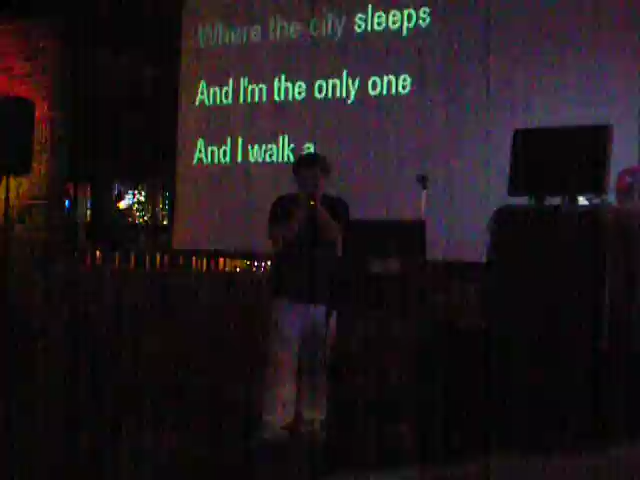 Where the city sleeps
And I'm the only one
And I walk a